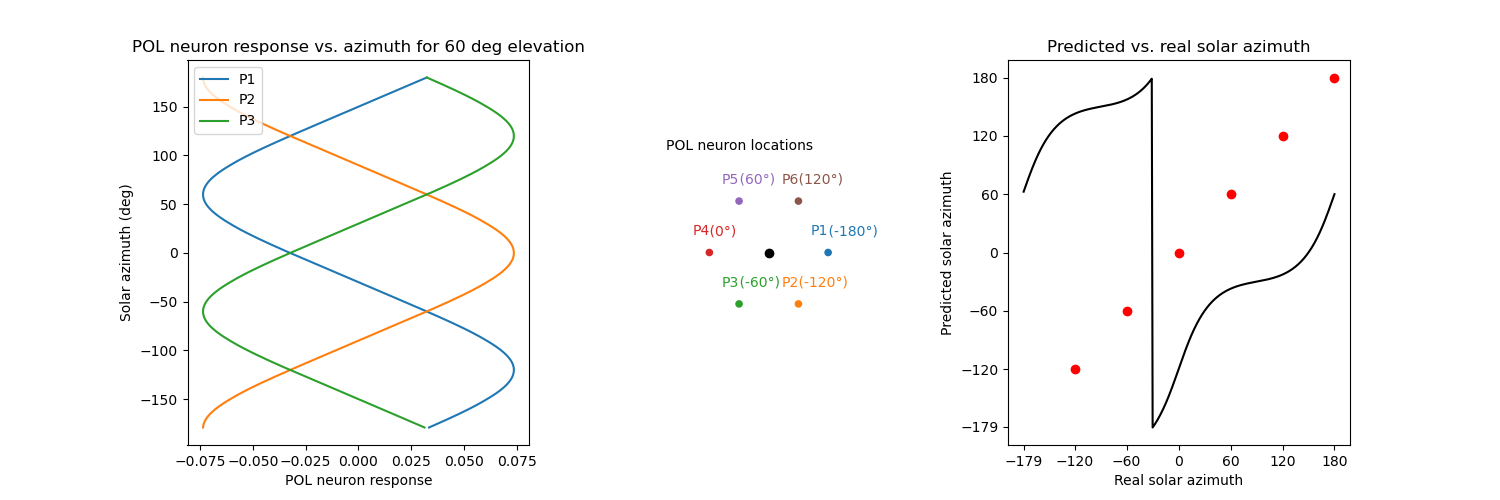 POL neuron response vs. azimuth for 60 deg elevation
P1
P2
P3
150
100
50
0
−50
−100
−150
Solar azimuth (deg)
−0.075 −0.050 −0.025 0.000 0.025 0.050 0.075
POL neuron response
POL neuron locations
P5(60°) P6(120°)
P4(0°) P1(-180°)
P3(-60°) P2(-120°)
Predicted vs. real solar azimuth
180
120
60
0
−60
−120
−179
Predicted solar azimuth
−179 −120 −60 0 60 120 180
Real solar azimuth